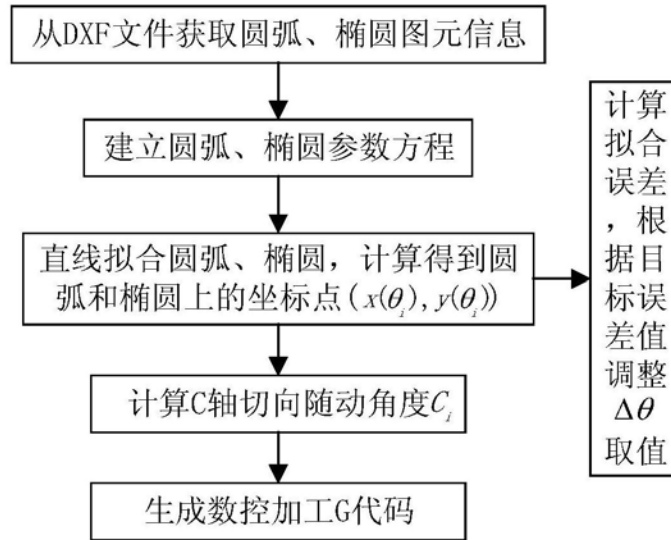 从DXF文件获取圆弧、椭圆图元信息
建立圆弧、椭圆参数方程
直线拟合圆弧、椭圆，计算得到圆
弧和椭圆上的坐标点(x(θᵢ),y(θᵢ))
计算C轴切向随动角度Cᵢ
生成数控加工G代码
计算
拟合
误差
，根
据目
标误
差值
调整
Δθ
取值